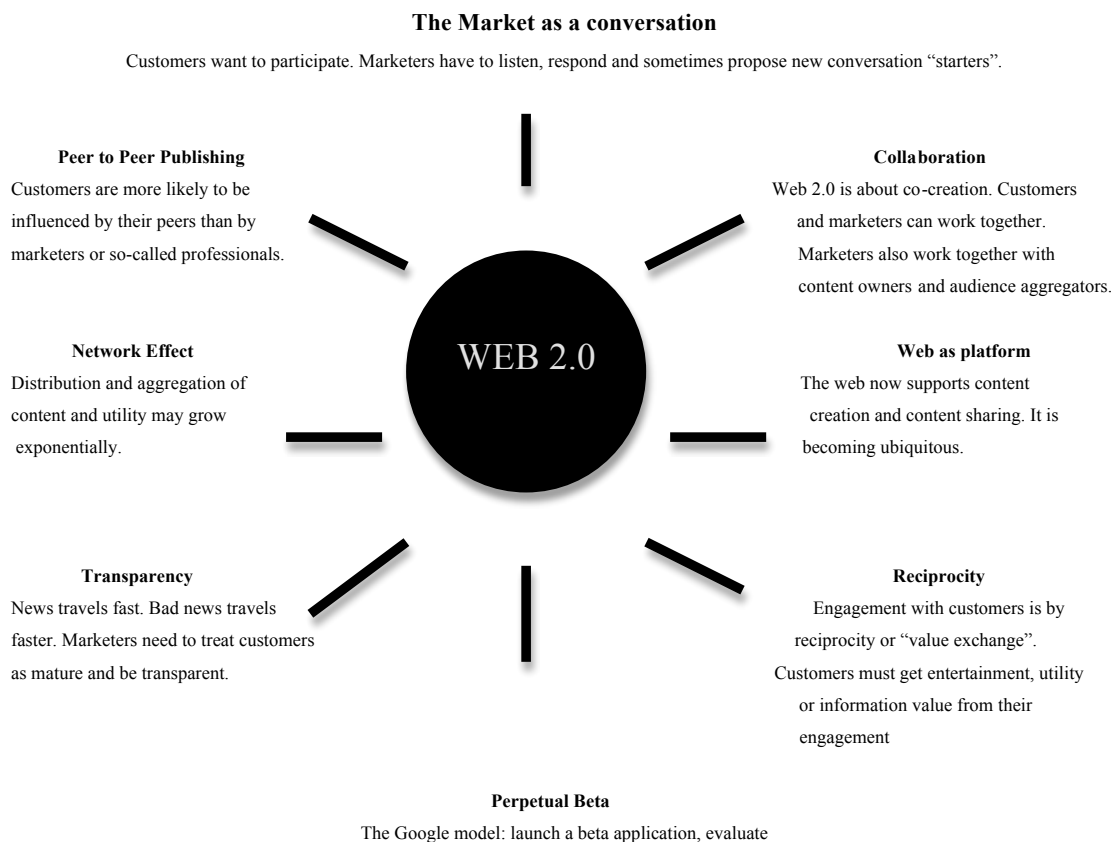 The Market as a conversation
Customers want to participate. Marketers have to listen, respond and sometimes propose new conversation “starters”.
Peer to Peer Publishing
Customers are more likely to be
influenced by their peers than by
marketers or so-called professionals.
Collaboration
Web 2.0 is about co-creation. Customers
and marketers can work together.
Marketers also work together with
content owners and audience aggregators.
WEB 2.0
Network Effect
Distribution and aggregation of
content and utility may grow
exponentially.
Web as platform
The web now supports content
creation and content sharing. It is
becoming ubiquitous.
Transparency
News travels fast. Bad news travels
faster. Marketers need to treat customers
as mature and be transparent.
Reciprocity
Engagement with customers is by
reciprocity or “value exchange”.
Customers must get entertainment, utility
or information value from their
engagement
Perpetual Beta
The Google model: launch a beta application, evaluate